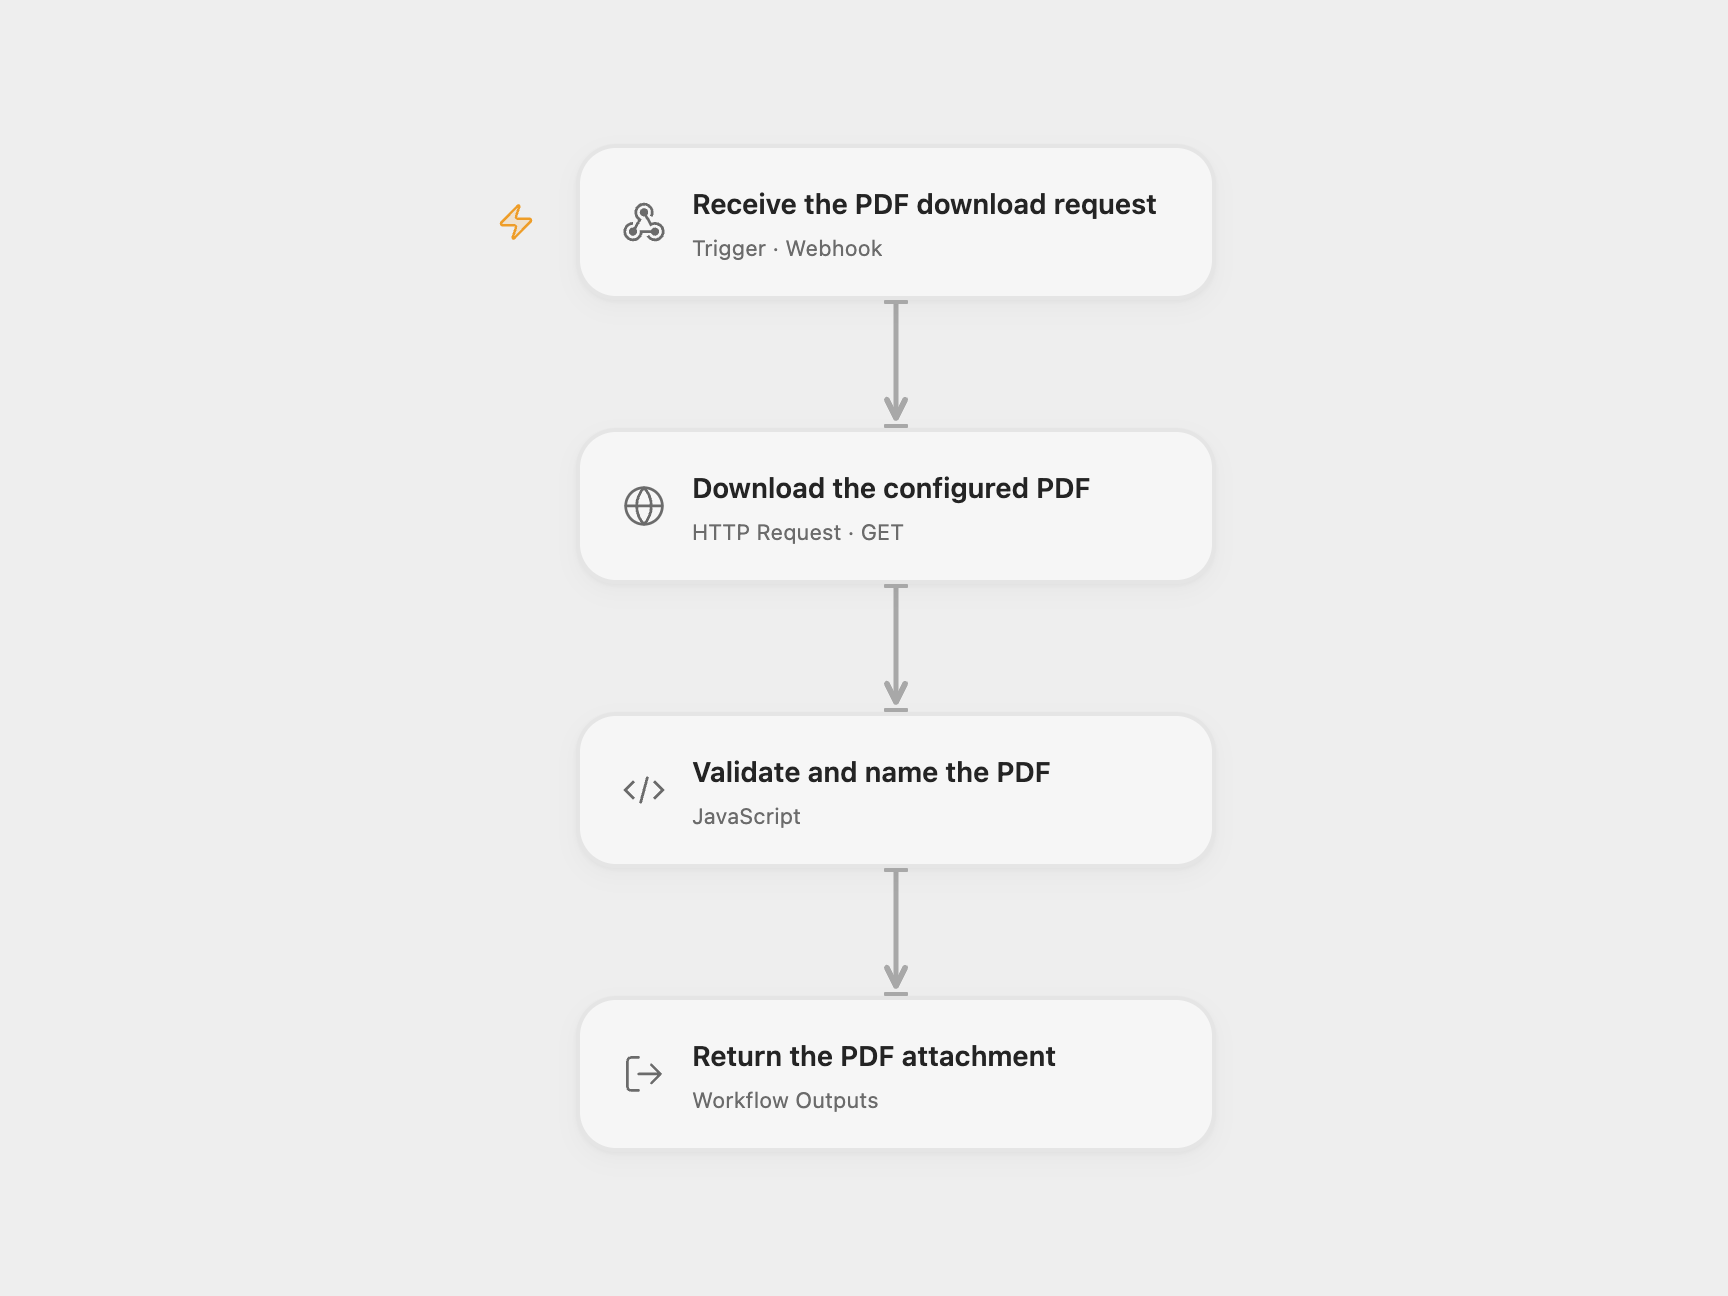 Receive the PDF download request
Trigger · Webhook
Download the configured PDF
HTTP Request · GET
Validate and name the PDF
JavaScript
Return the PDF attachment
Workflow Outputs